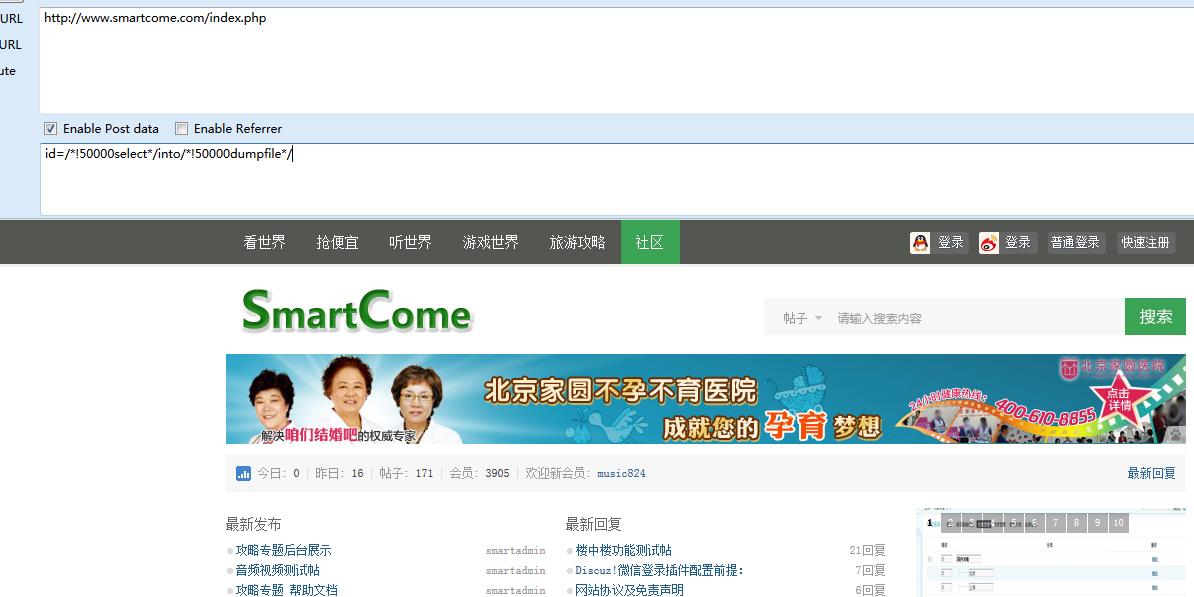 URL
http://www.smartcome.com/index.php
URL
ute
Enable Post data Enable Referrer
id=/*!50000select*/into/*!50000dumpfile*/
看世界 抢便宜 听世界 游戏世界 旅游攻略 社区 登录 登录 普通登录 快速注册
SmartCome
帖子 请输入搜索内容 搜索
北京家圆医院
北京家圆不孕不育医院
24小时健康热线: 400-610-8855
点击
详情
解决咱们结婚吧的权威专家
成就您的孕育梦想
今日: 0 昨日: 16 帖子: 171 会员: 3905 欢迎新会员: music824 最新回复
最新发布
攻略专题后台展示 smartadmin
音频视频测试帖 smartadmin
攻略专题 帮助文档 smartadmin
最新回复
楼中楼功能测试帖 21回复
Discuz!微信登录插件配置前提: 7回复
网站协议及免责声明 6回复
1 2 3 4 5 6 7 8 9 10